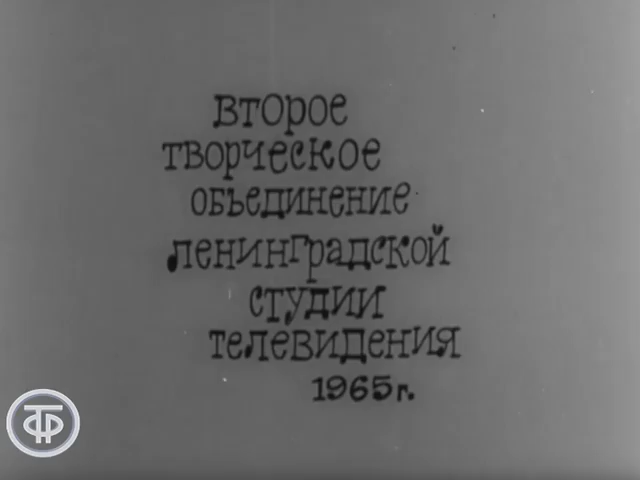 второе
творческое
объединение
ленинградской
студии
телевидения
1965 г.